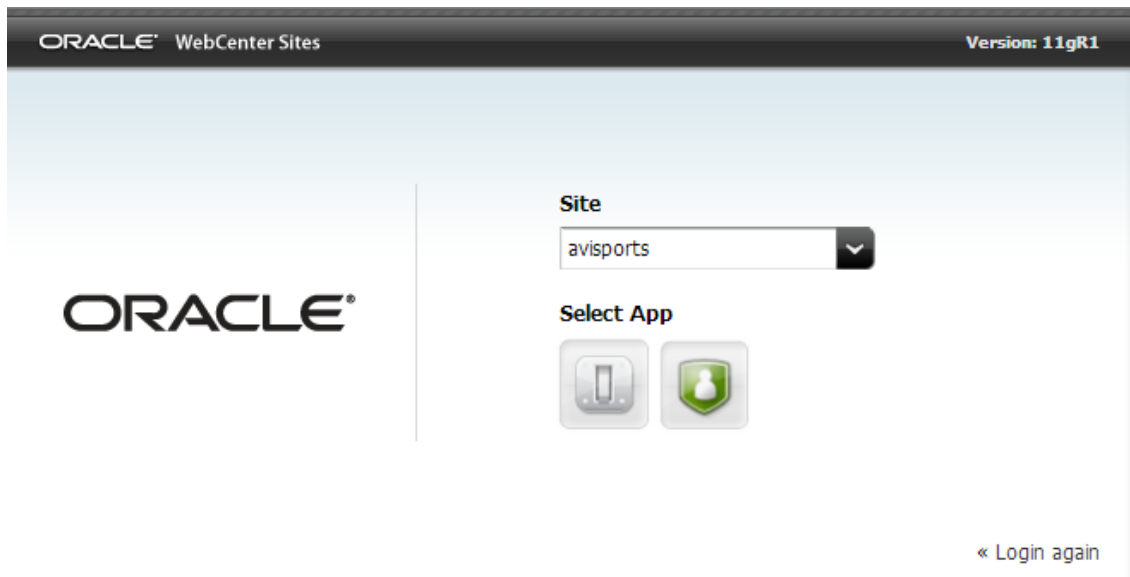 ORACLE® WebCenter Sites
Version: 11gR1
Site
avisports
ORACLE®
Select App
« Login again